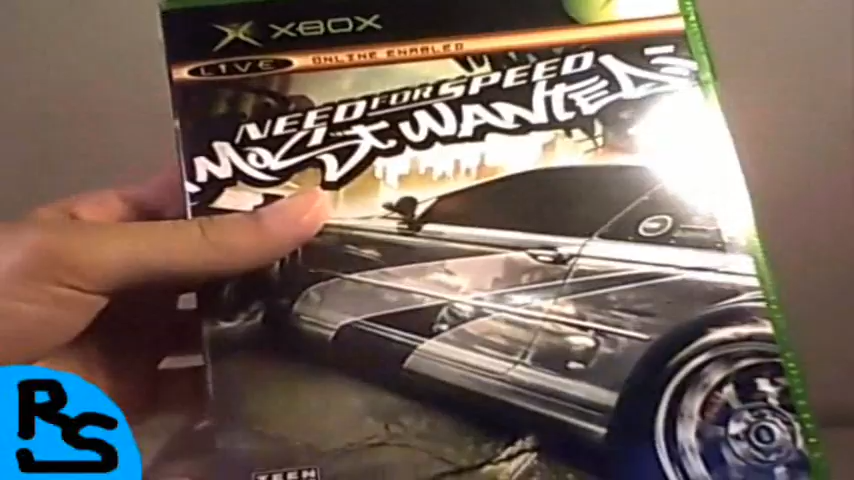 XBOX
LIVE ONLINE ENABLED
NEED FOR SPEED
MOST WANTED
TEEN
RS